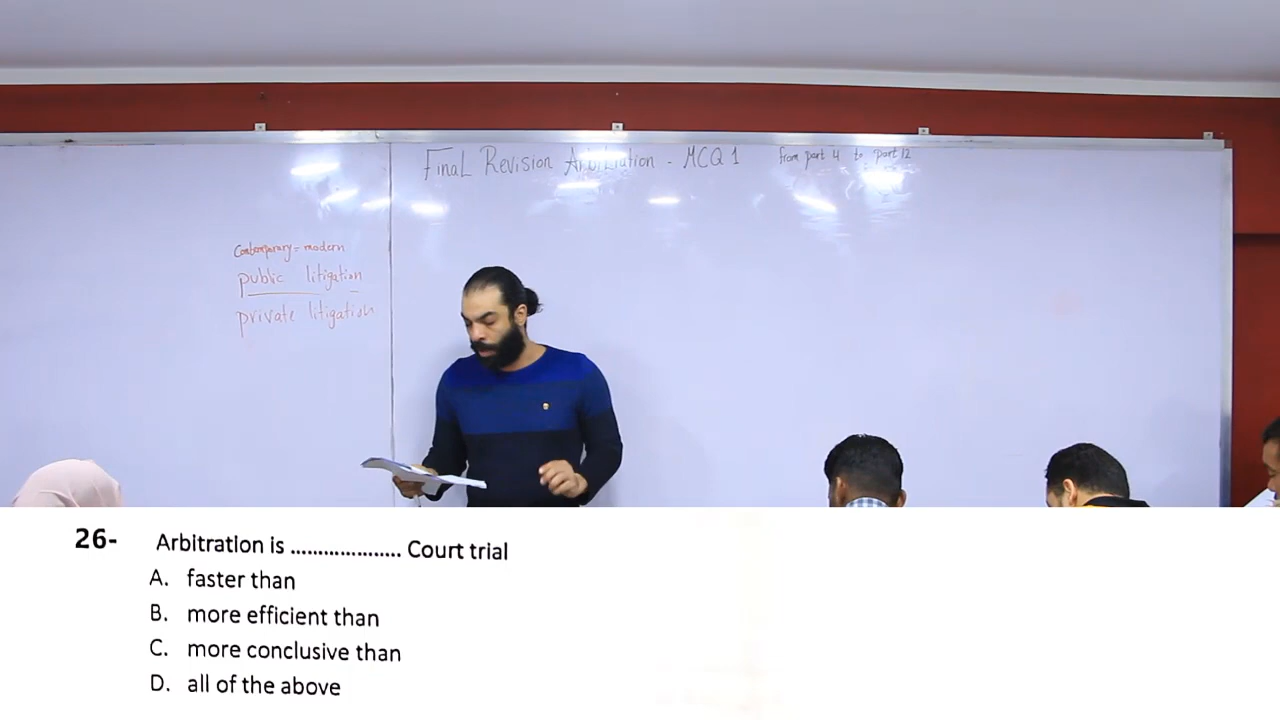 Final Revision Arbitration - MCQ 1 from part 4 to part 12
Contemporary = modern
public litigation
private litigation
26- Arbitration is .................... Court trial
A. faster than
B. more efficient than
C. more conclusive than
D. all of the above